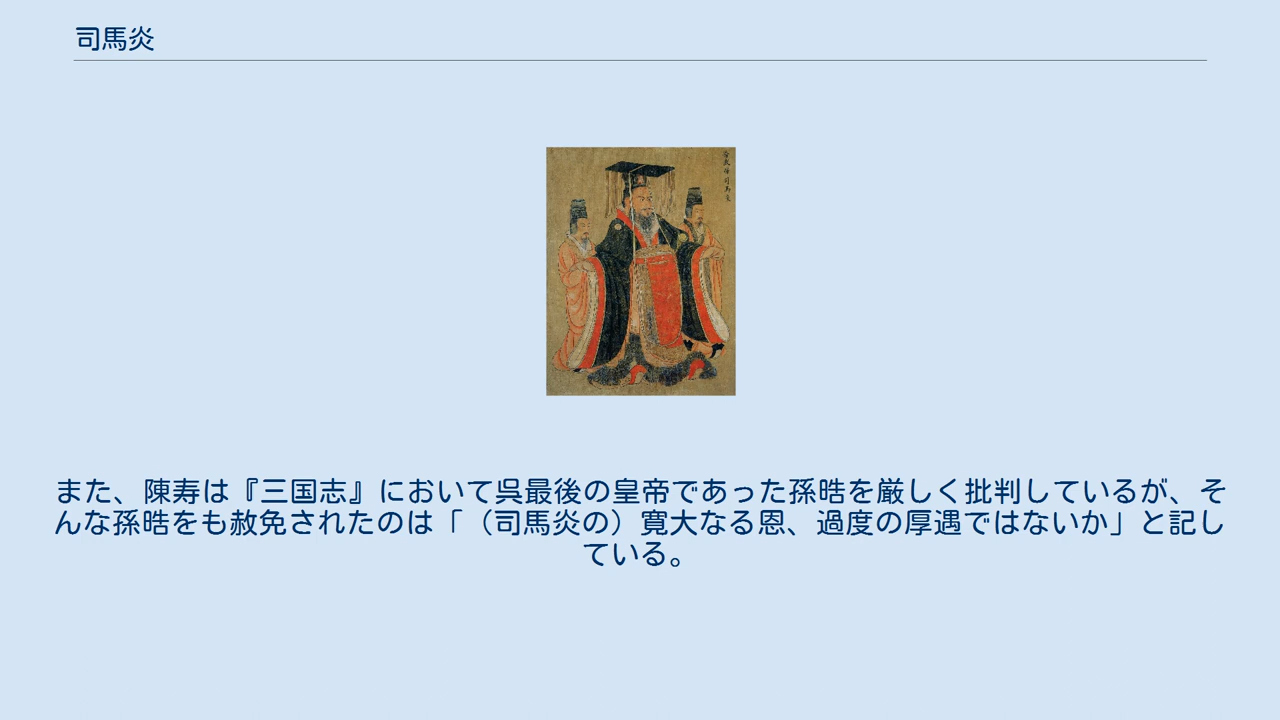 司馬炎
また、陳寿は『三国志』において呉最後の皇帝であった孫晧を厳しく批判しているが、そ
んな孫晧をも赦免されたのは「（司馬炎の）寛大なる恩、過度の厚遇ではないか」と記し
ている。